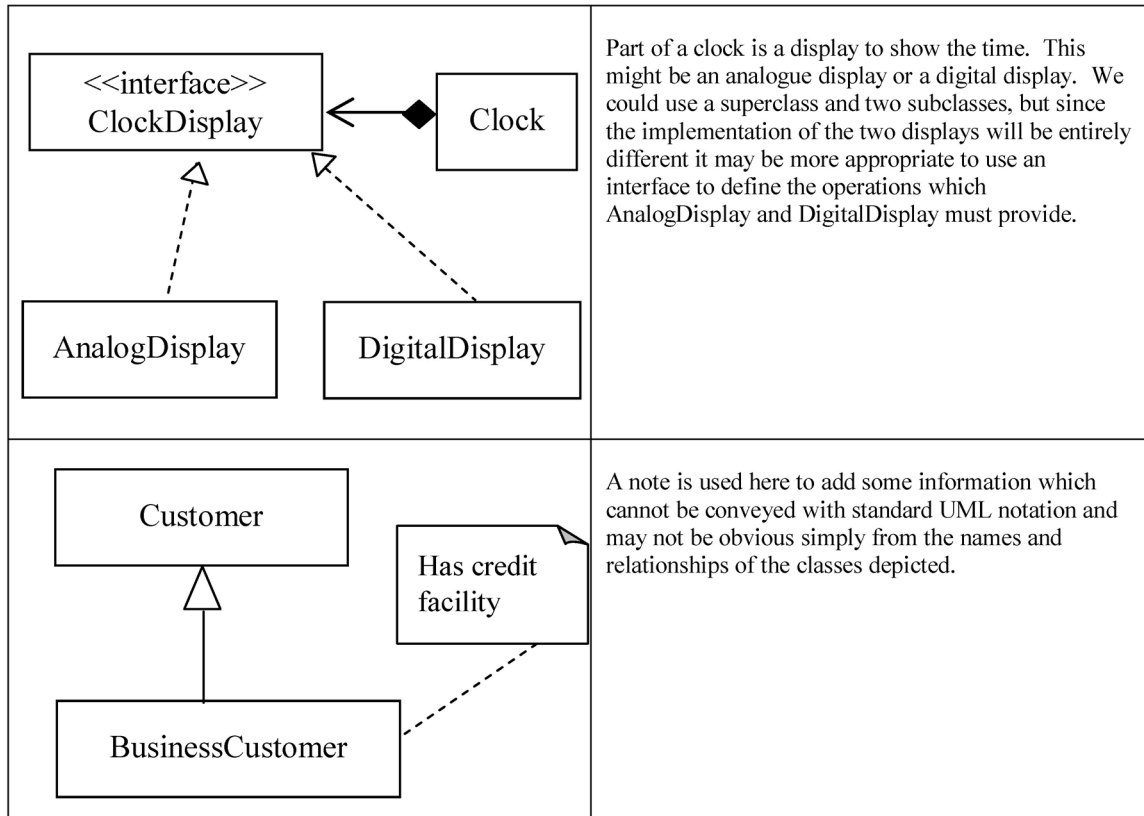 <<interface>>
ClockDisplay
Clock
AnalogDisplay
DigitalDisplay
Part of a clock is a display to show the time. This
might be an analogue display or a digital display. We
could use a superclass and two subclasses, but since
the implementation of the two displays will be entirely
different it may be more appropriate to use an
interface to define the operations which
AnalogDisplay and DigitalDisplay must provide.
Customer
Has credit
facility
BusinessCustomer
A note is used here to add some information which
cannot be conveyed with standard UML notation and
may not be obvious simply from the names and
relationships of the classes depicted.